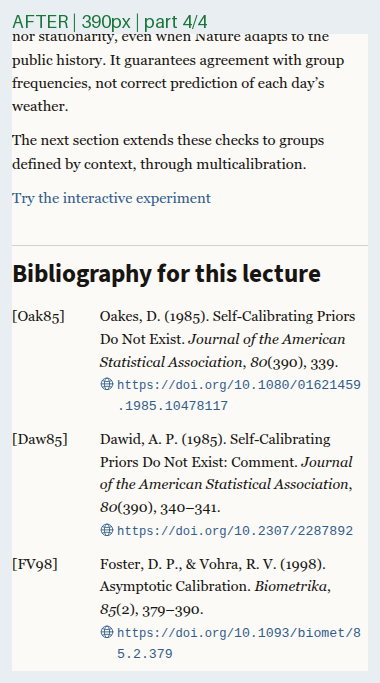 AFTER | 390px | part 4/4
nor stationarity, even when Nature adapts to the
public history. It guarantees agreement with group
frequencies, not correct prediction of each day's
weather.
The next section extends these checks to groups
defined by context, through multicalibration.
Try the interactive experiment
Bibliography for this lecture
[Oak85] Oakes, D. (1985). Self-Calibrating Priors
Do Not Exist. Journal of the American
Statistical Association, 80(390), 339.
https://doi.org/10.1080/01621459
.1985.10478117
[Daw85] Dawid, A. P. (1985). Self-Calibrating
Priors Do Not Exist: Comment. Journal
of the American Statistical Association,
80(390), 340–341.
https://doi.org/10.2307/2287892
[FV98] Foster, D. P., & Vohra, R. V. (1998).
Asymptotic Calibration. Biometrika,
85(2), 379–390.
https://doi.org/10.1093/biomet/8
5.2.379